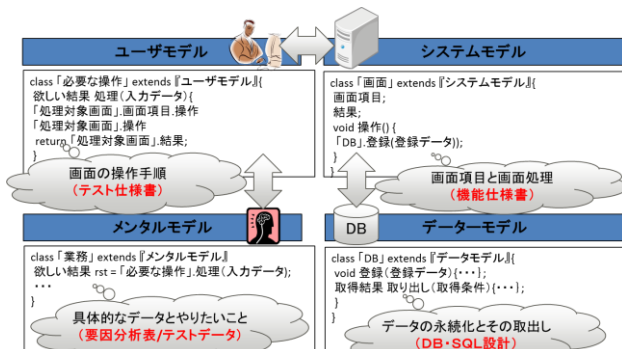 ユーザモデル
class 「必要な操作」 extends 『ユーザモデル』{
欲しい結果 処理(入力データ){
「処理対象画面」.画面項目.操作
「処理対象画面」.操作
return 「処理対象画面」.結果;
}
画面の操作手順
(テスト仕様書)
システムモデル
class 「画面」 extends 『システムモデル』{
画面項目;
結果;
void 操作() {
「DB」.登録(登録データ));
}
}
画面項目と画面処理
(機能仕様書)
メンタルモデル
class 「業務」 extends 『メンタルモデル』
欲しい結果 rst = 「必要な操作」.処理(入力データ);
・・・
}
具体的なデータとやりたいこと
(要因分析表/テストデータ)
DB
データーモデル
class 「DB」 extends 『データモデル』{
void 登録(登録データ){・・・};
取得結果 取り出し(取得条件){・・・};
}
}
データの永続化とその取出し
(DB・SQL設計)